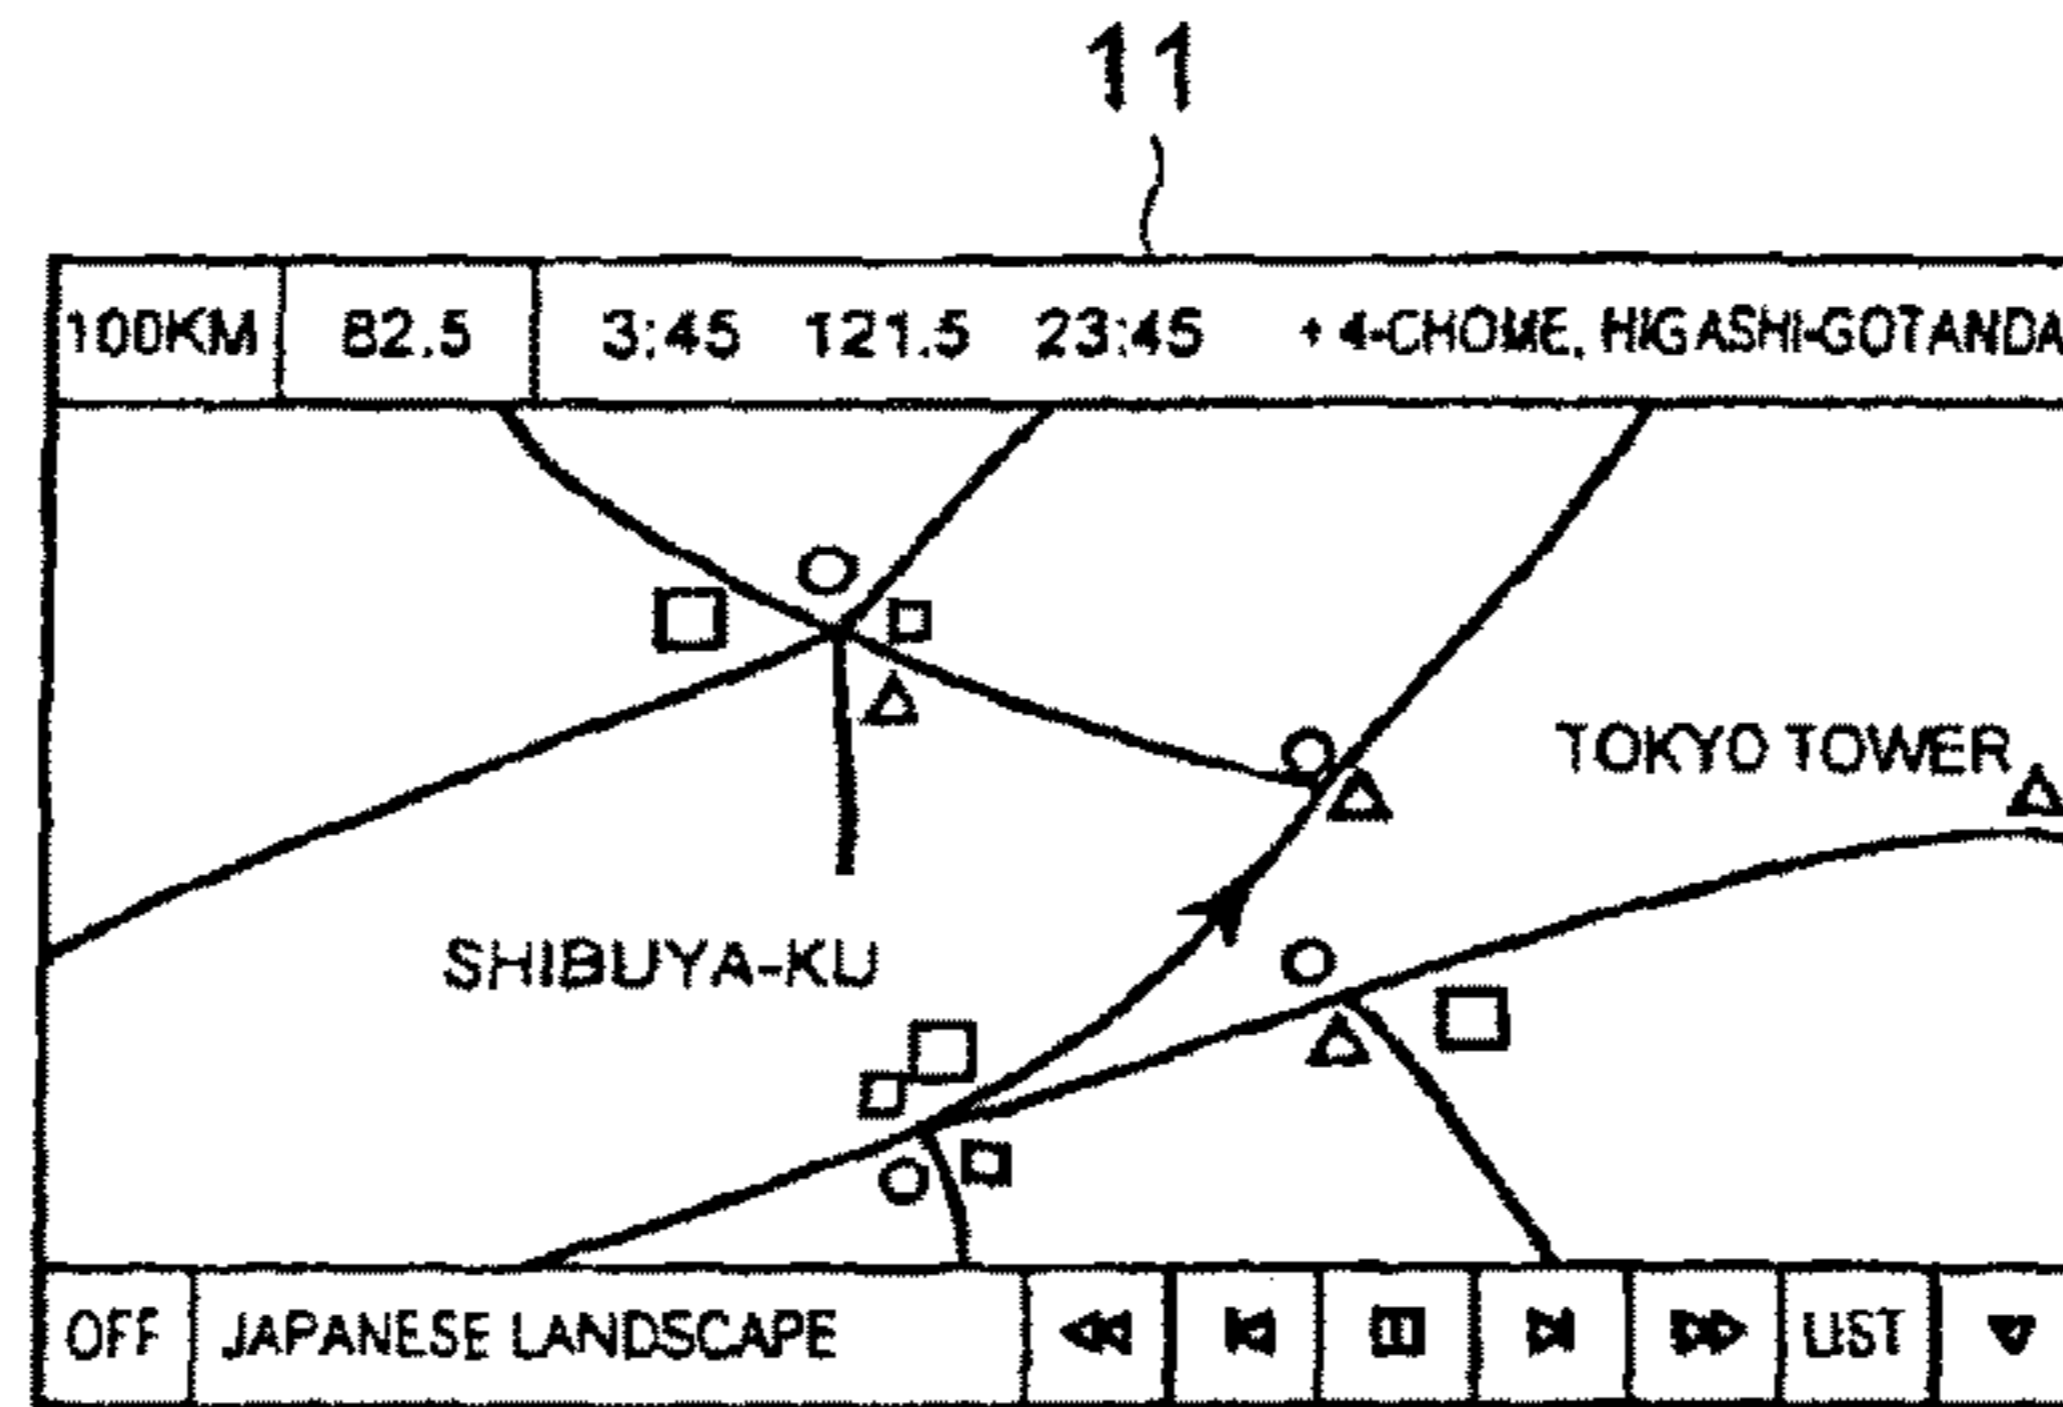 11
100KM 82.5 3:45 121.5 23:45 + 4-CHOME, HIGASHI-GOTANDA
TOKYO TOWER
SHIBUYA-KU
OFF JAPANESE LANDSCAPE LIST